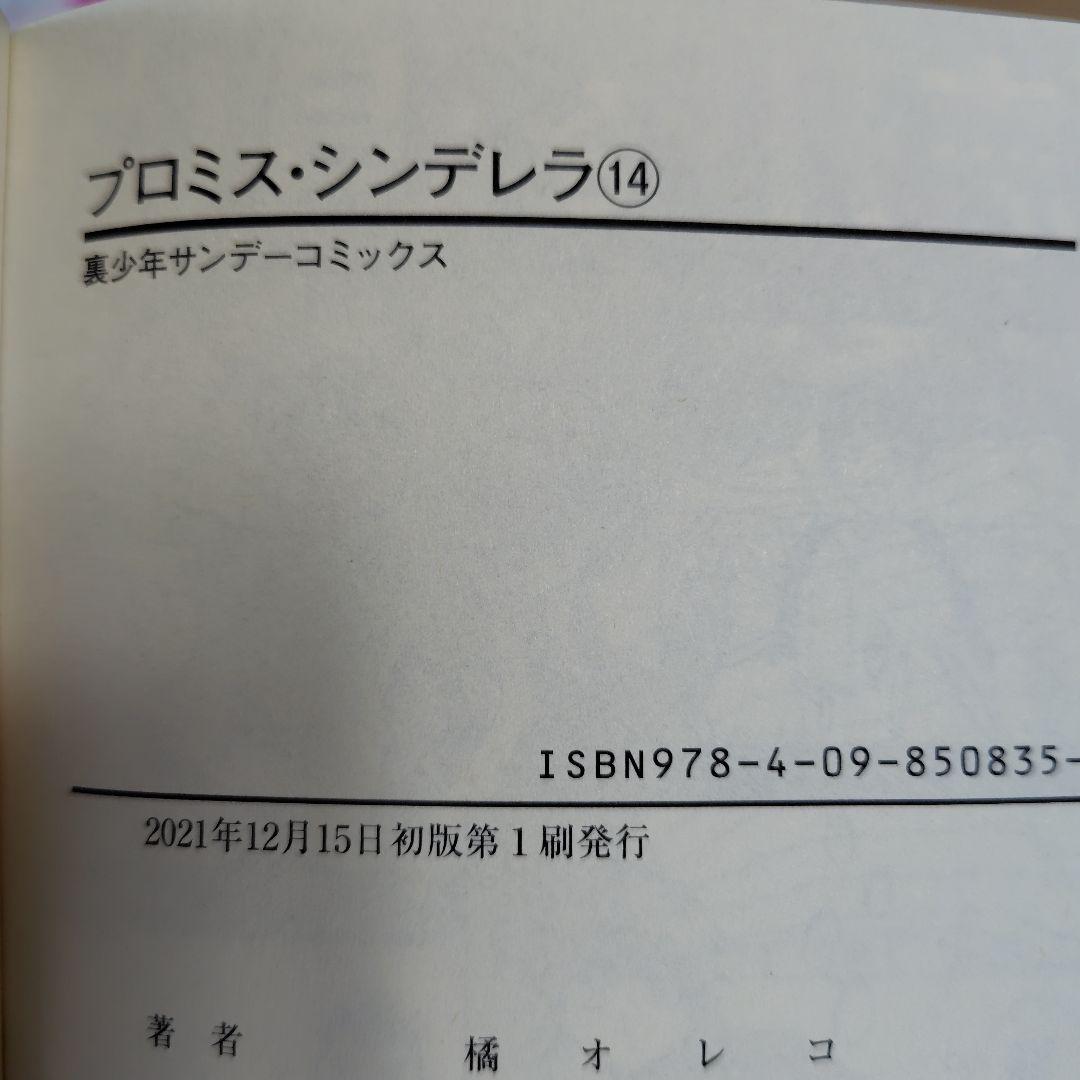 プロミス・シンデレラ⑭
裏少年サンデーコミックス
ISBN978-4-09-850835-
2021年12月15日初版第1刷発行
著者 橘オレコ